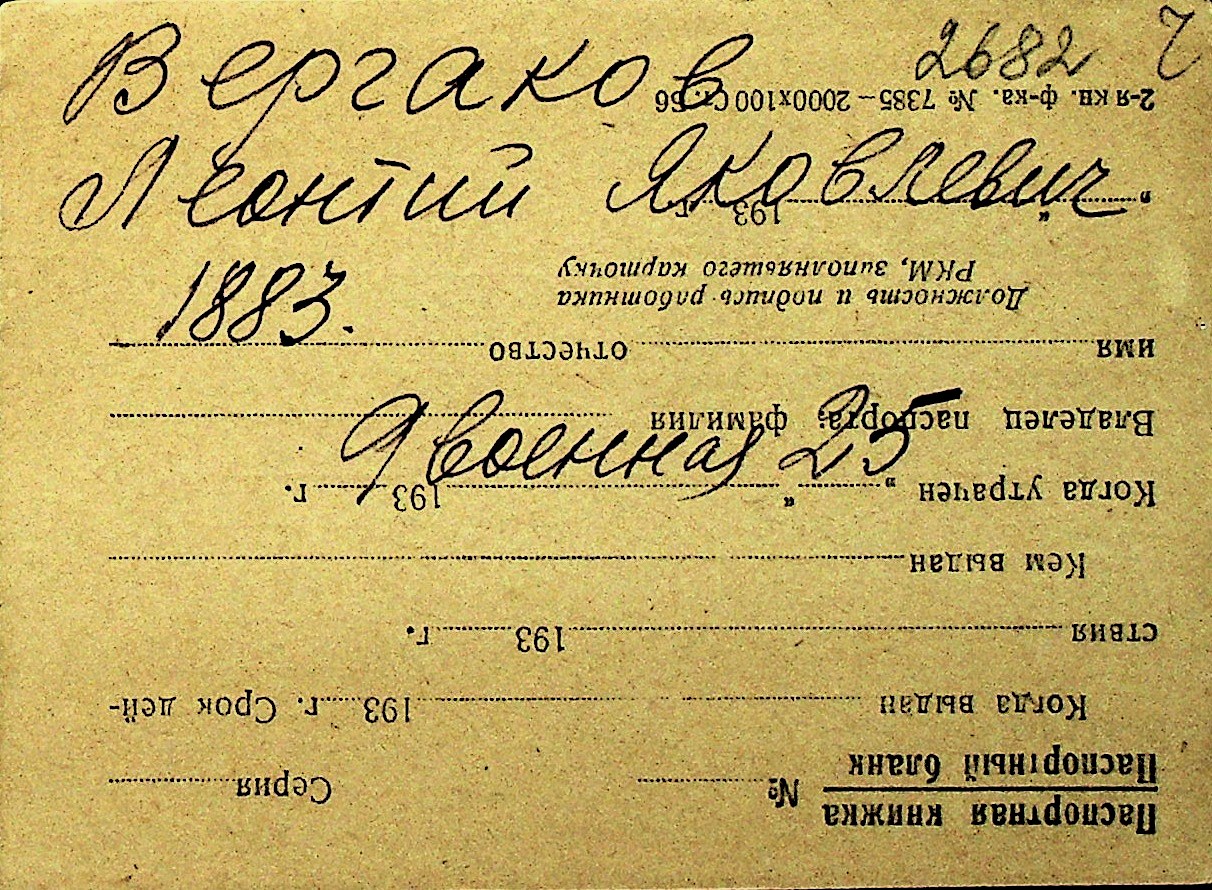 2682 г
Вергаков
Леонтий Яковлевич
1883.
9 военная 25
Паспортная книжка
Паспортный бланк
№ Серия
Когда выдан 193 г. Срок дей-
ствия 193 г.
Кем выдан
Когда утрачен „ “ 193 г.
Владелец паспорта: фамилия
имя отчество
Должность и подпись работника
РКМ, заполнявшего карточку
„ “ 193 г.
2-я кн. ф-ка. № 7385—2000х100 Ст. 56